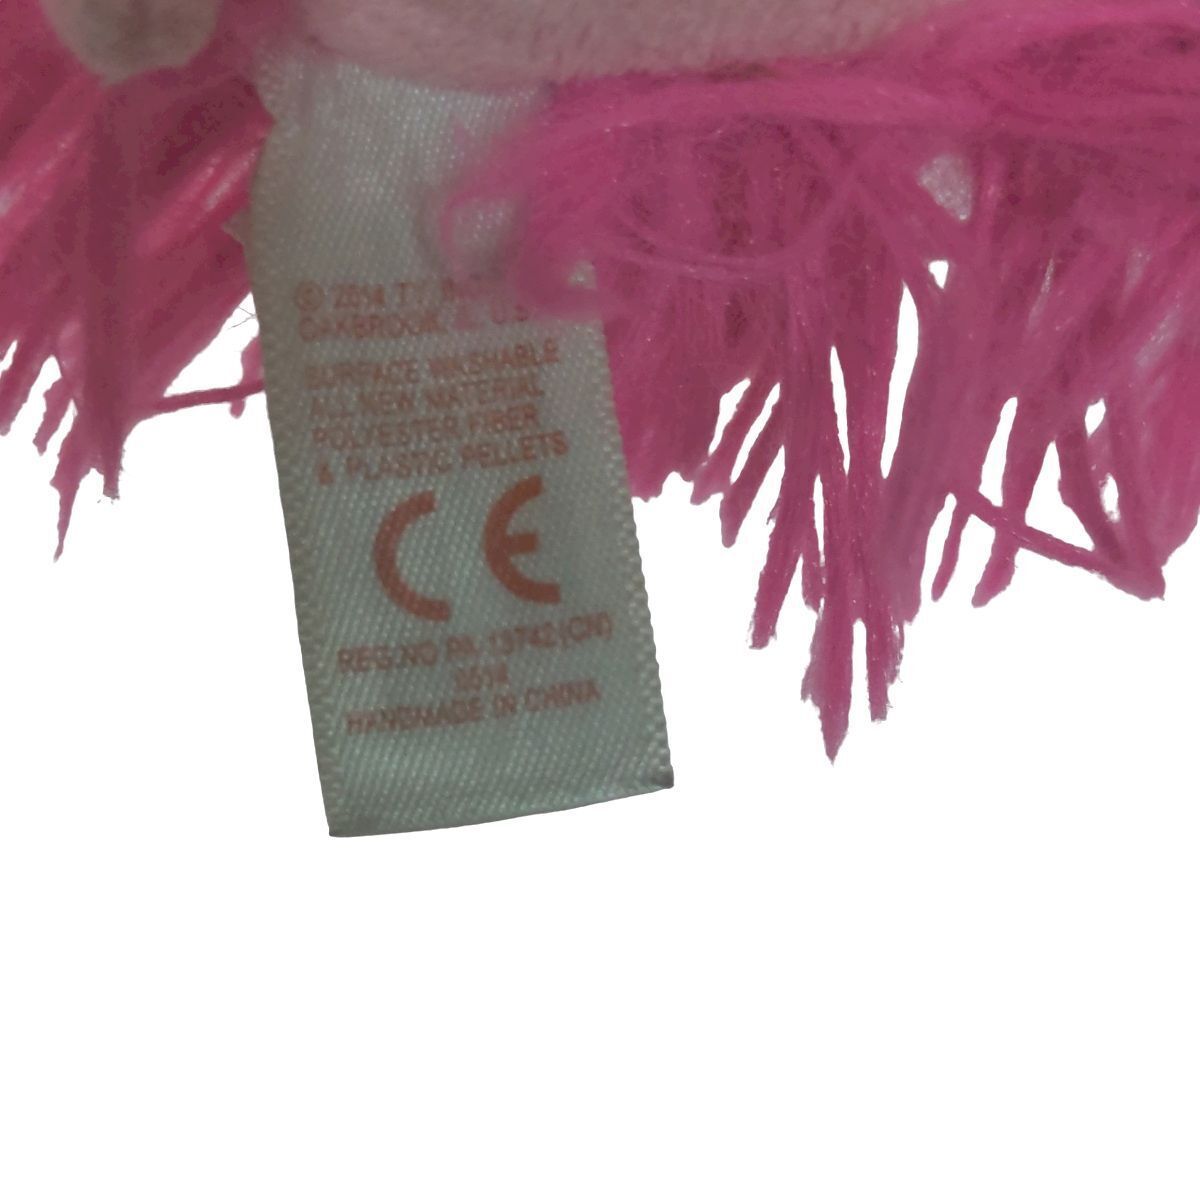 © 2014 TY
OAKBROOK, IL. U.S
SURFACE WASHABLE
ALL NEW MATERIAL
POLYESTER FIBER
& PLASTIC PELLETS
CE
REG.NO PA. 13742 (CN)
HANDMADE IN CHINA